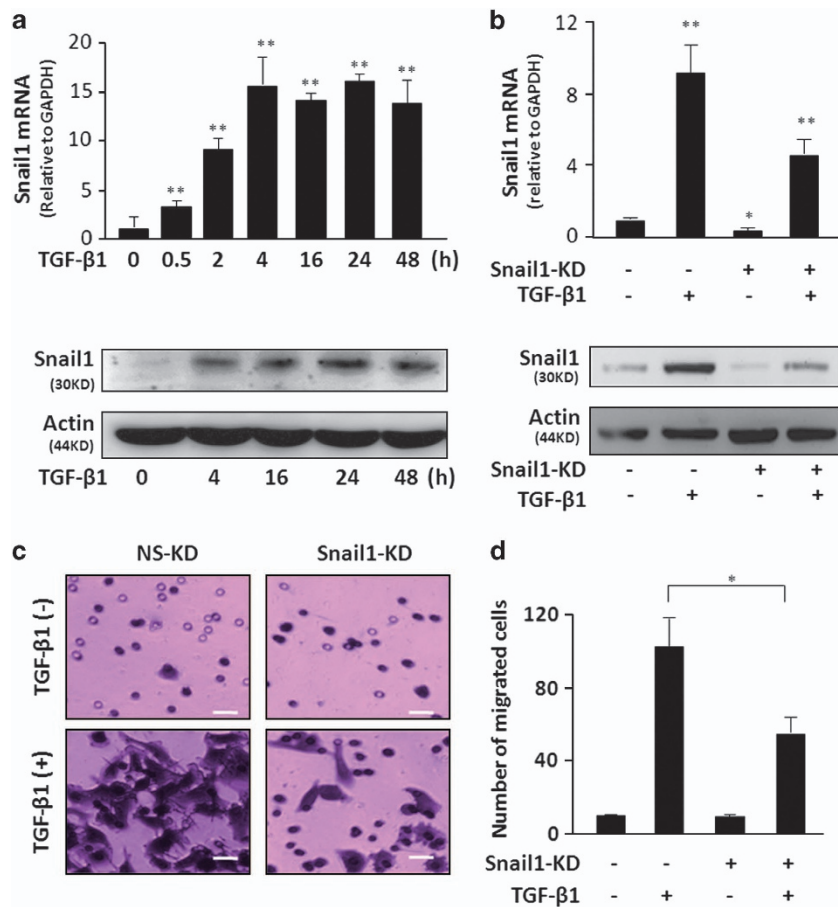 a
Snail1 mRNA
(Relative to GAPDH)
20
15
10
5
0
** ** ** ** ** **
TGF-β1 0 0.5 2 4 16 24 48 (h)
Snail1
(30KD)
Actin
(44KD)
TGF-β1 0 4 16 24 48 (h)
b
Snail1 mRNA
(relative to GAPDH)
12
8
4
0
** * **
Snail1-KD - - + +
TGF-β1 - + - +
Snail1
(30KD)
Actin
(44KD)
Snail1-KD - - + +
TGF-β1 - + - +
c
NS-KD Snail1-KD
TGF-β1 (-)
TGF-β1 (+)
d
Number of migrated cells
120
80
40
0
*
Snail1-KD - - + +
TGF-β1 - + - +